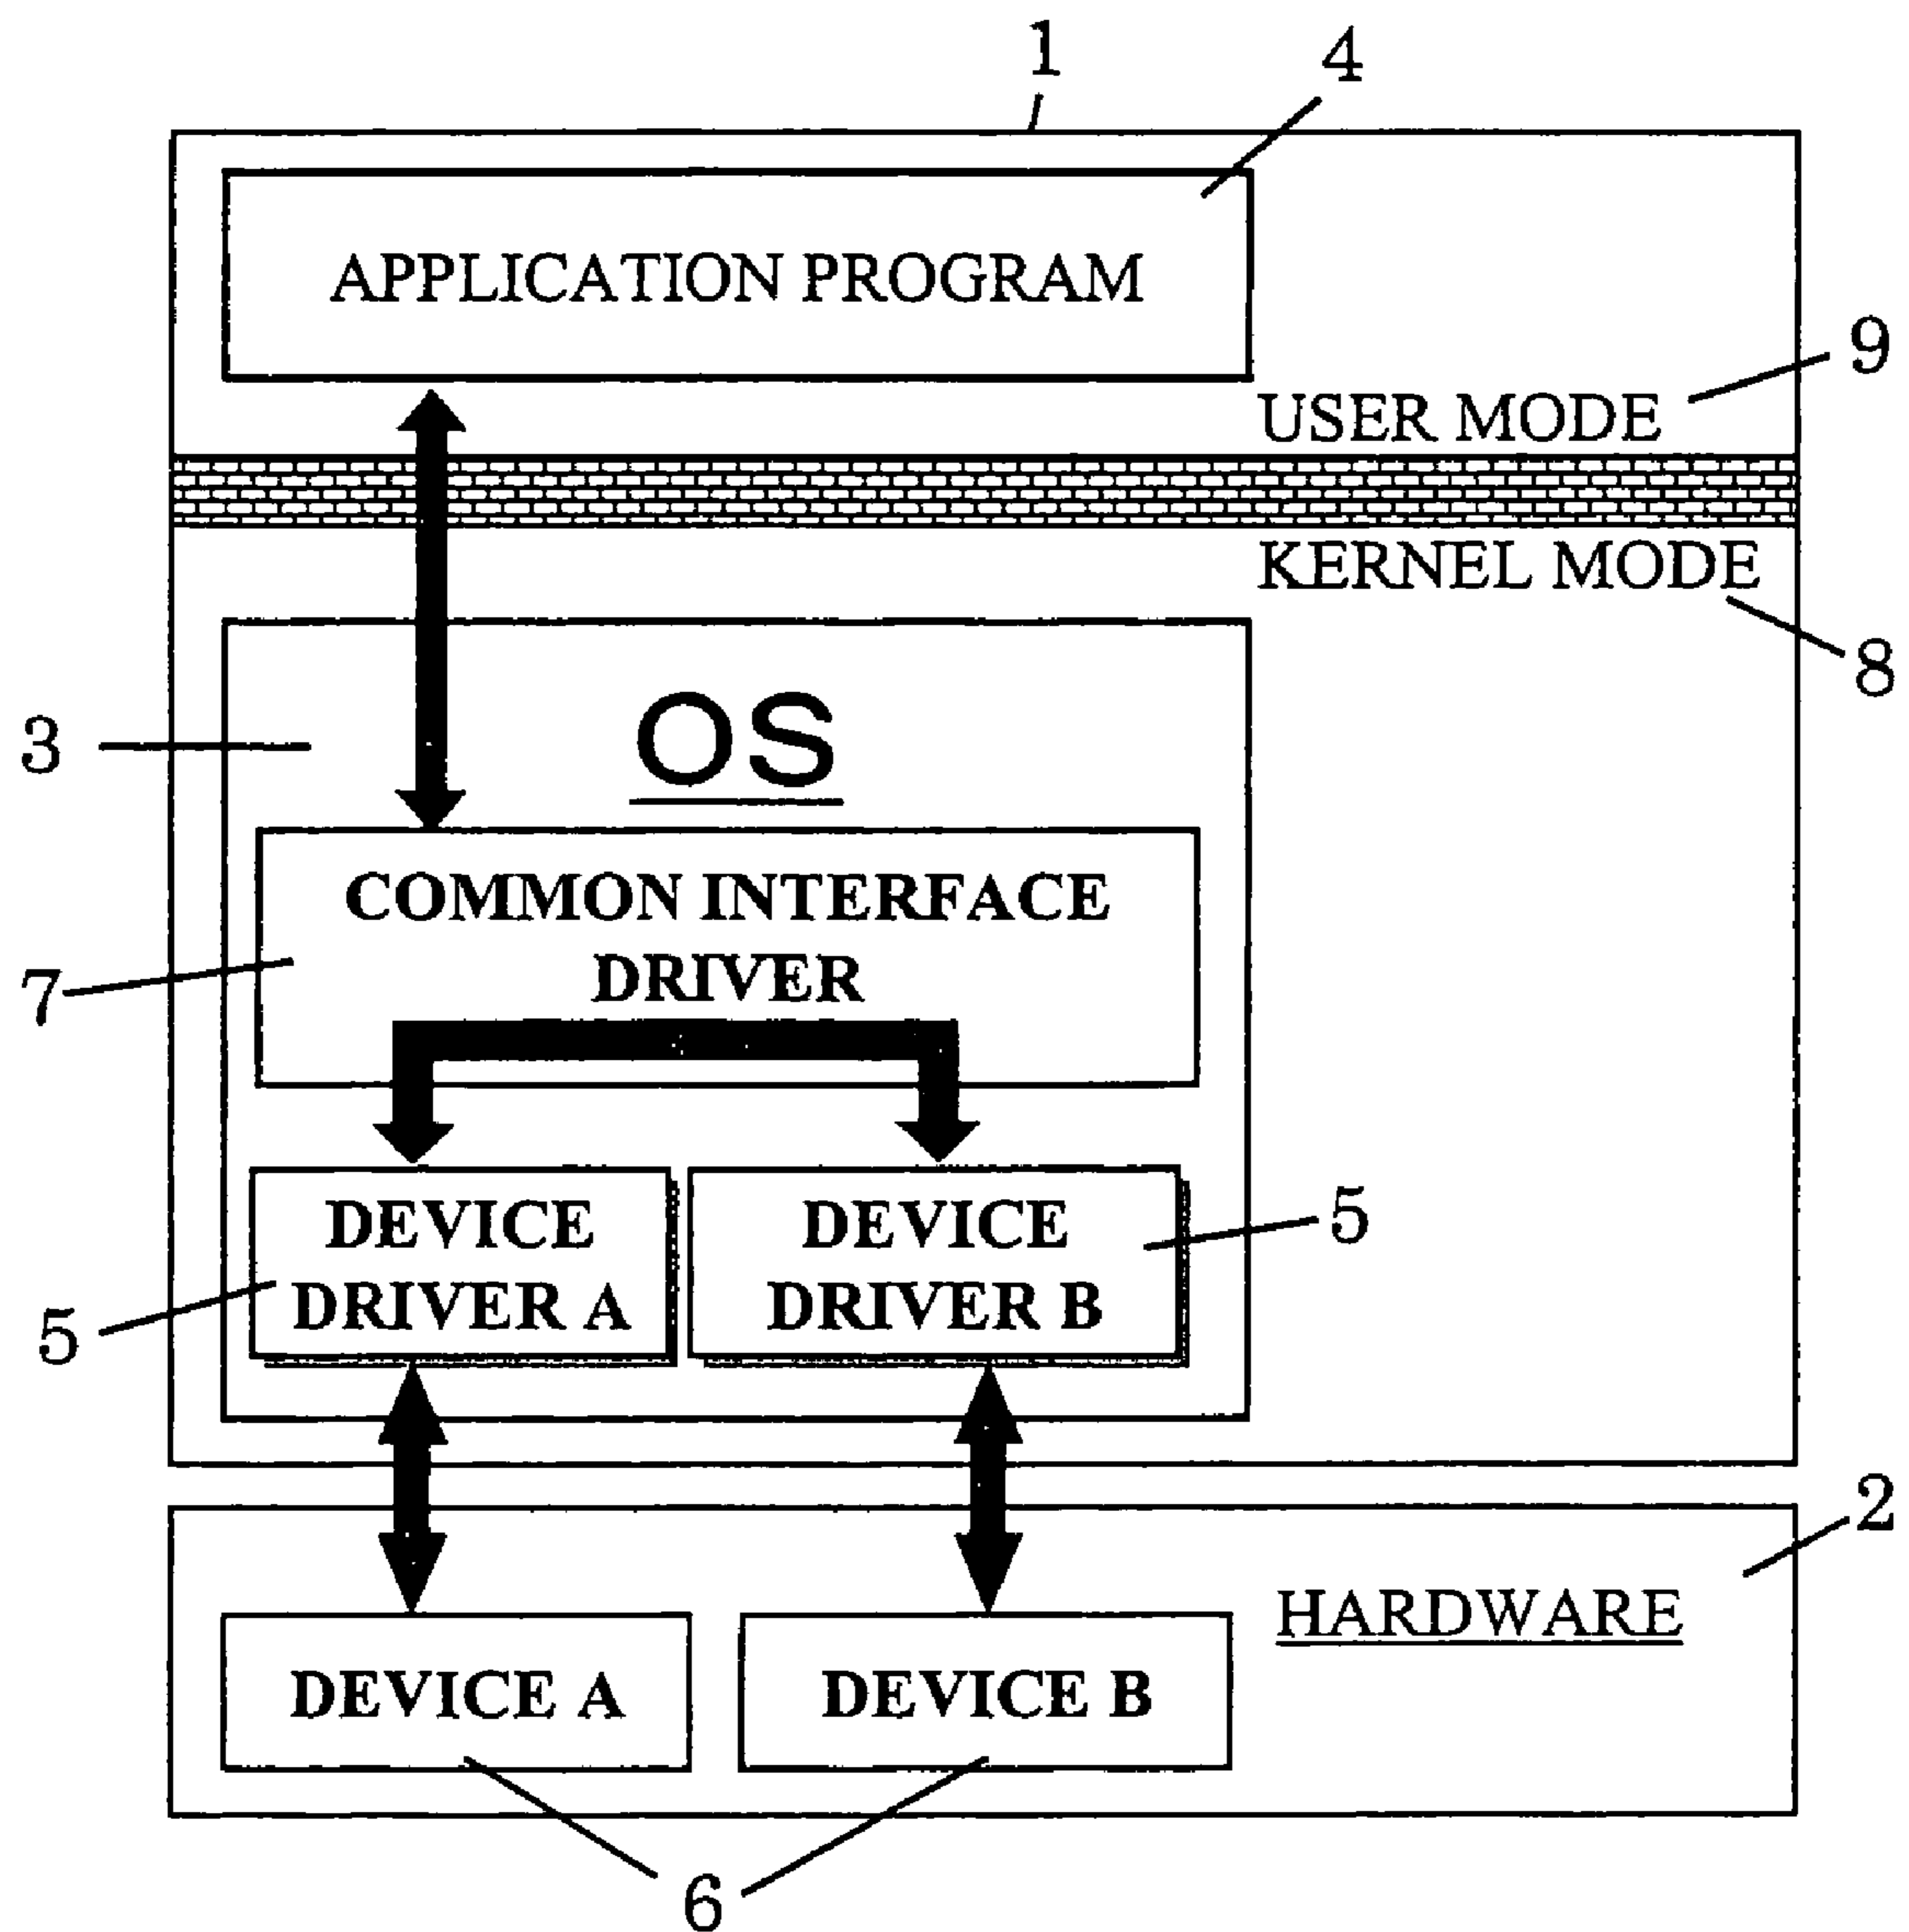 1
4
APPLICATION PROGRAM
9
USER MODE
KERNEL MODE
8
3
OS
COMMON INTERFACE
DRIVER
7
DEVICE
DRIVER A
5
DEVICE
DRIVER B
5
2
HARDWARE
DEVICE A
DEVICE B
6